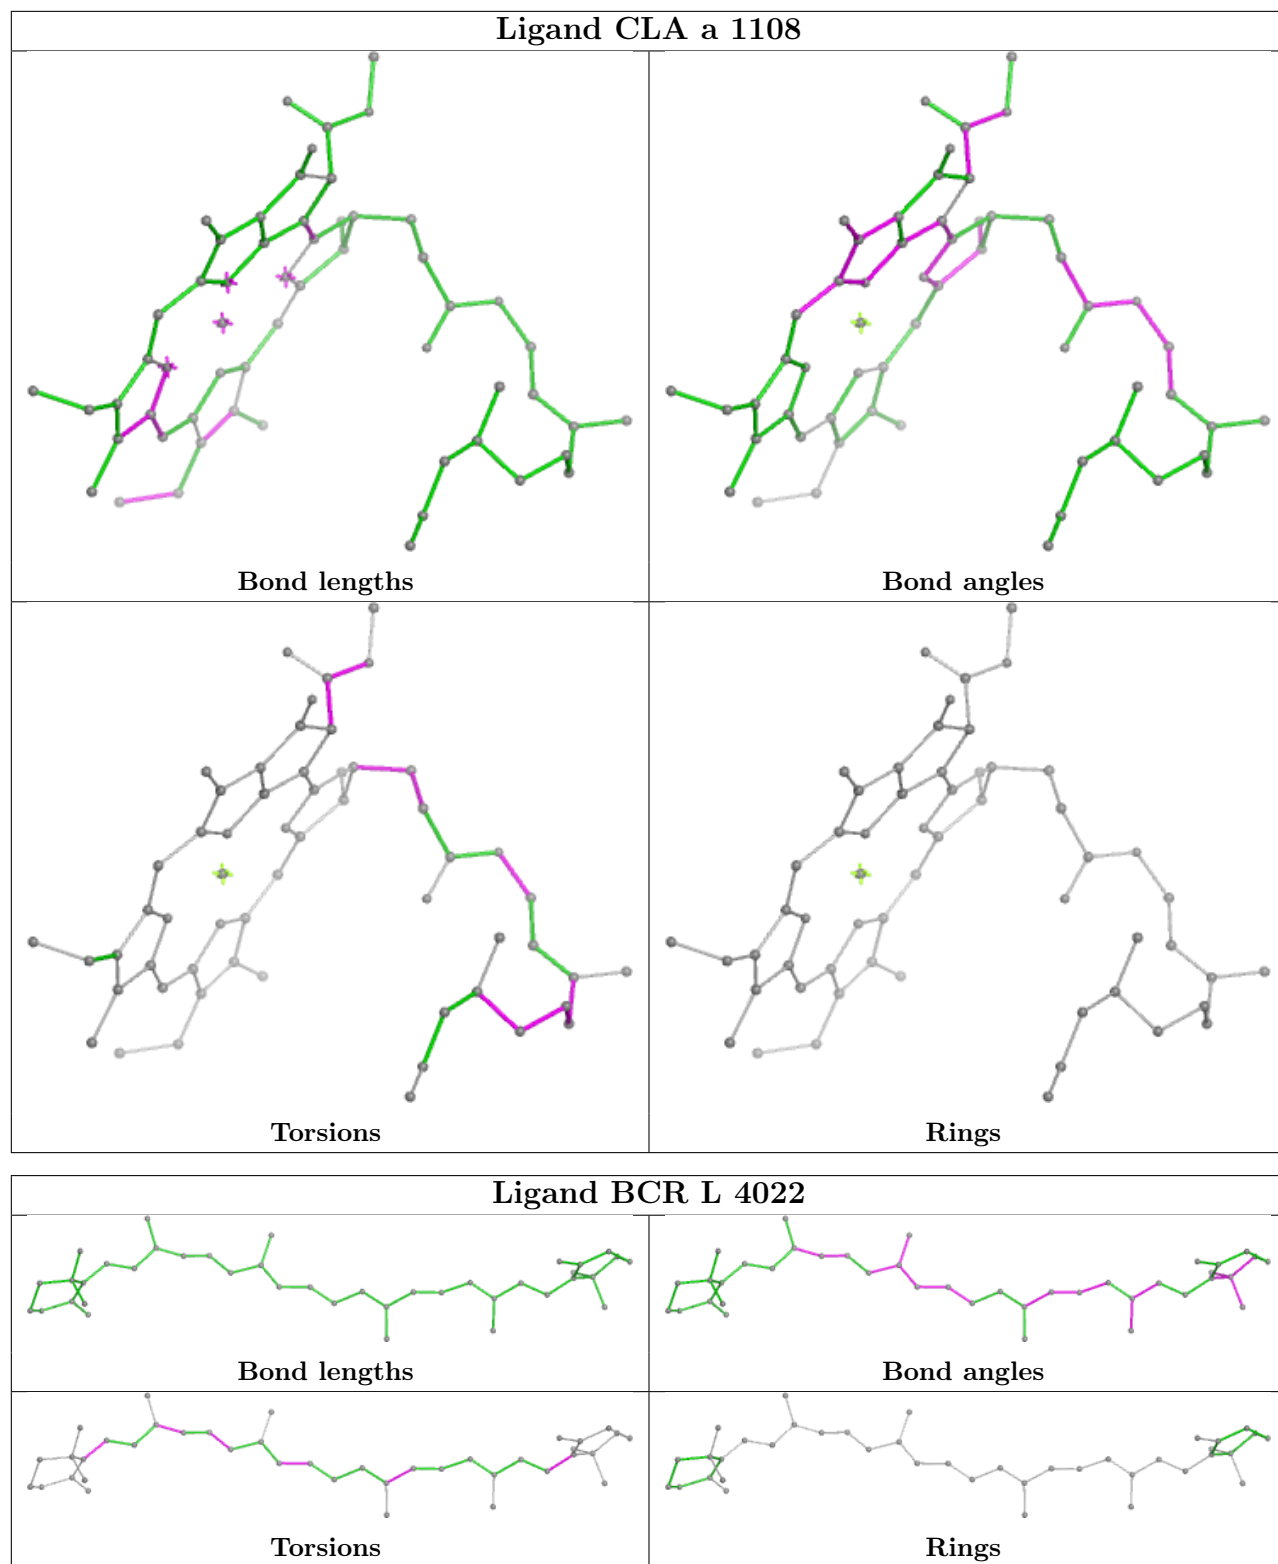 Ligand CLA a 1108
Bond lengths
Bond angles
Torsions
Rings
Ligand BCR L 4022
Bond lengths
Bond angles
Torsions
Rings